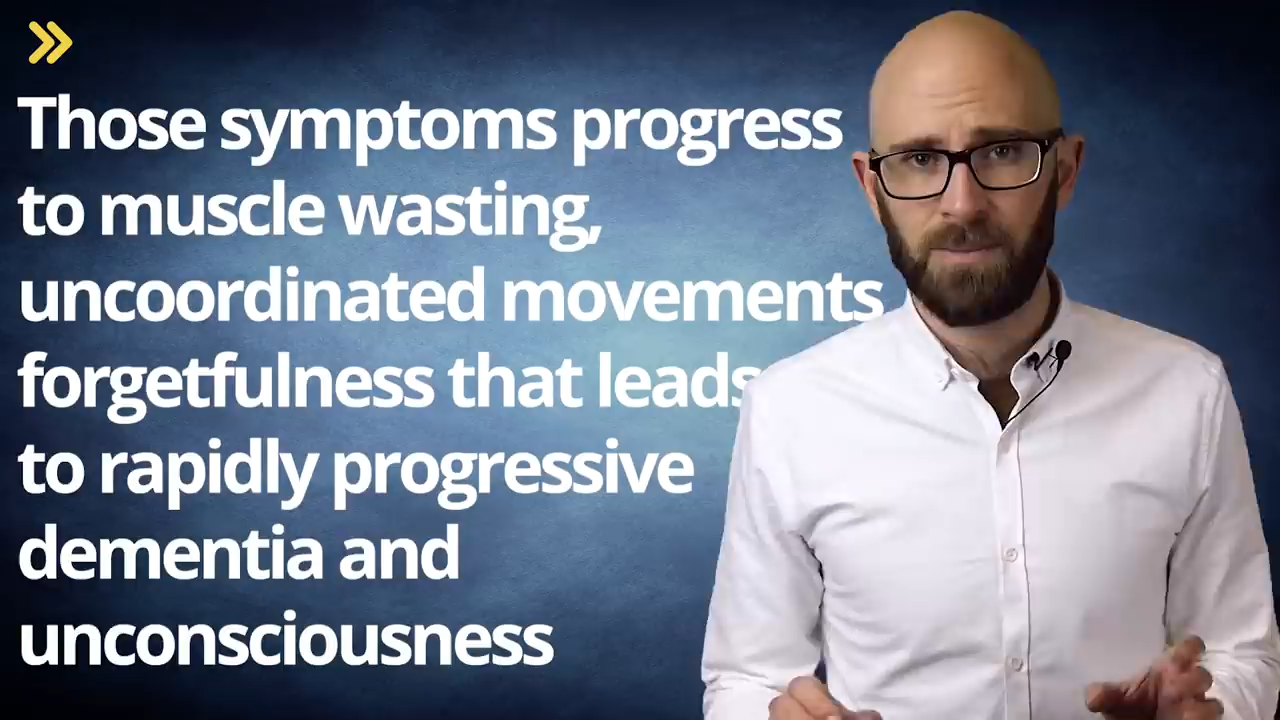 Those symptoms progress
to muscle wasting,
uncoordinated movements
forgetfulness that leads
to rapidly progressive
dementia and
unconsciousness